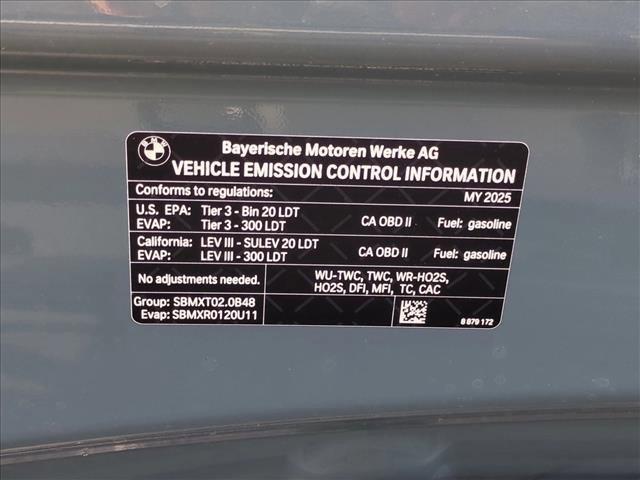 BMW
Bayerische Motoren Werke AG
VEHICLE EMISSION CONTROL INFORMATION
Conforms to regulations: MY 2025
U.S. EPA: Tier 3 - Bin 20 LDT CA OBD II Fuel: gasoline
EVAP: Tier 3 - 300 LDT
California: LEV III - SULEV 20 LDT CA OBD II Fuel: gasoline
EVAP: LEV III - 300 LDT
No adjustments needed. WU-TWC, TWC, WR-HO2S,
HO2S, DFI, MFI, TC, CAC
Group: SBMXT02.0B48
Evap: SBMXR0120U11
8 879 172